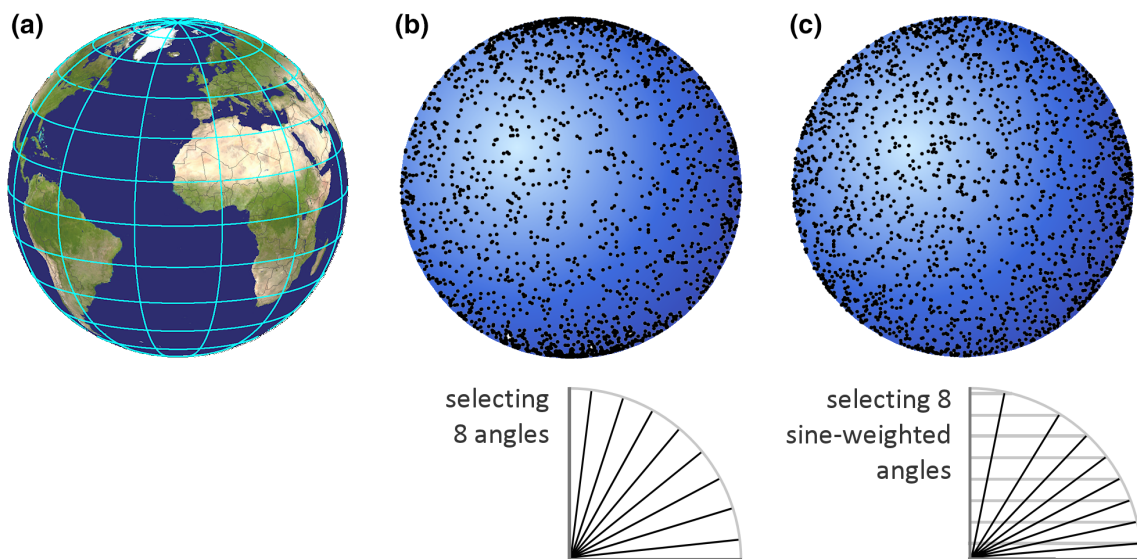 (a)
(b)
(c)
selecting
8 angles
selecting 8
sine-weighted
angles